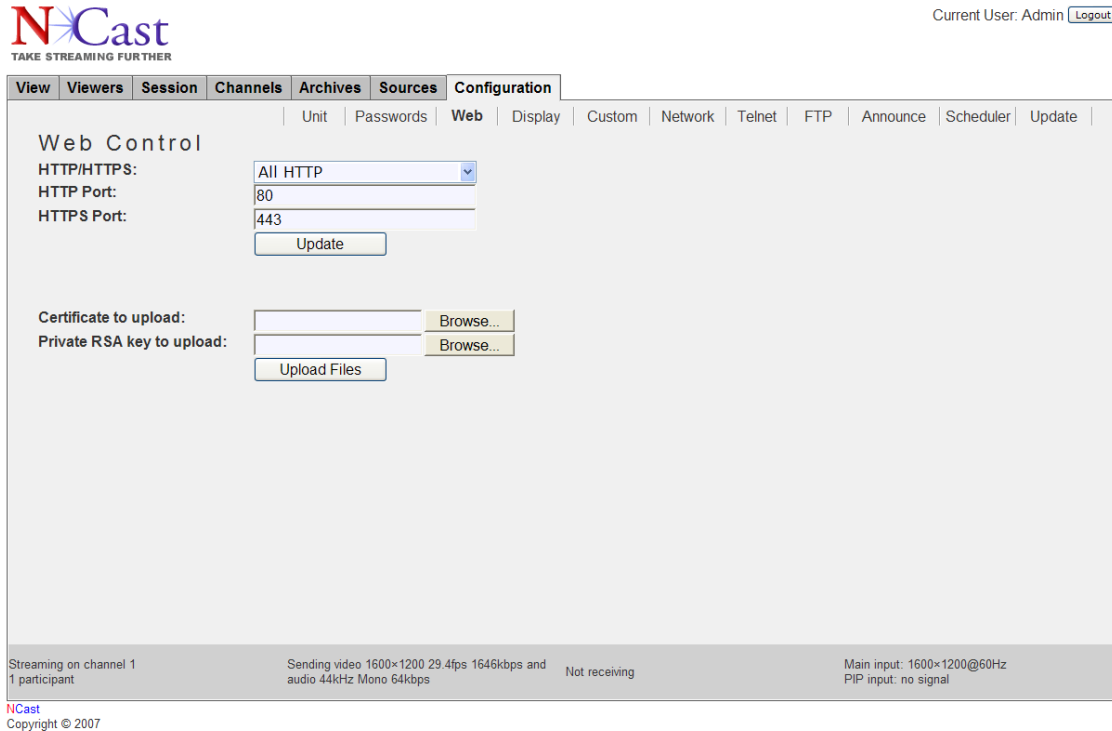 NCast
TAKE STREAMING FURTHER
Current User: Admin Logout
View Viewers Session Channels Archives Sources Configuration
Unit Passwords Web Display Custom Network Telnet FTP Announce Scheduler Update
Web Control
HTTP/HTTPS: All HTTP
HTTP Port: 80
HTTPS Port: 443
Update
Certificate to upload: Browse...
Private RSA key to upload: Browse...
Upload Files
Streaming on channel 1
1 participant
Sending video 1600×1200 29.4fps 1646kbps and
audio 44kHz Mono 64kbps
Not receiving
Main input: 1600×1200@60Hz
PIP input: no signal
NCast
Copyright © 2007